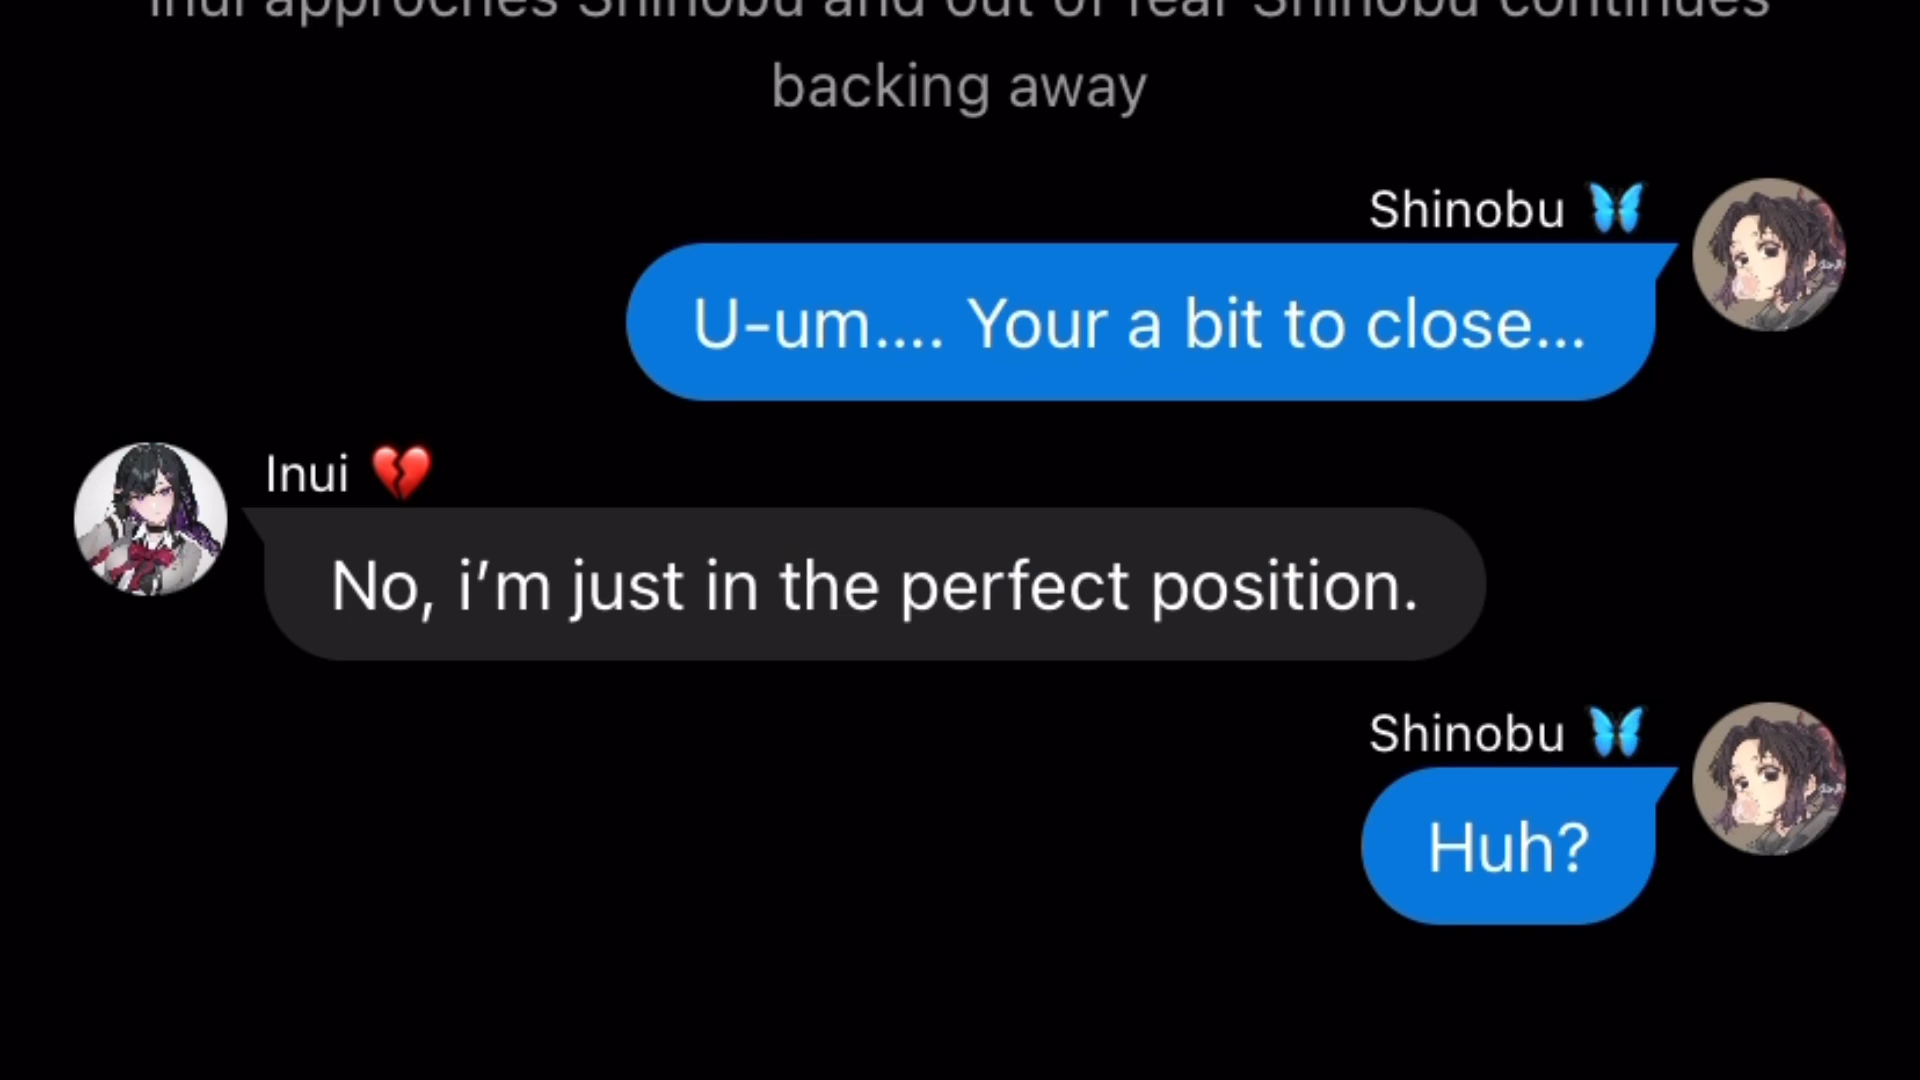 Inui approches Shinobu and out of fear Shinobu continues
backing away
Shinobu 🦋
U-um.... Your a bit to close...
Inui 💔
No, i’m just in the perfect position.
Shinobu 🦋
Huh?